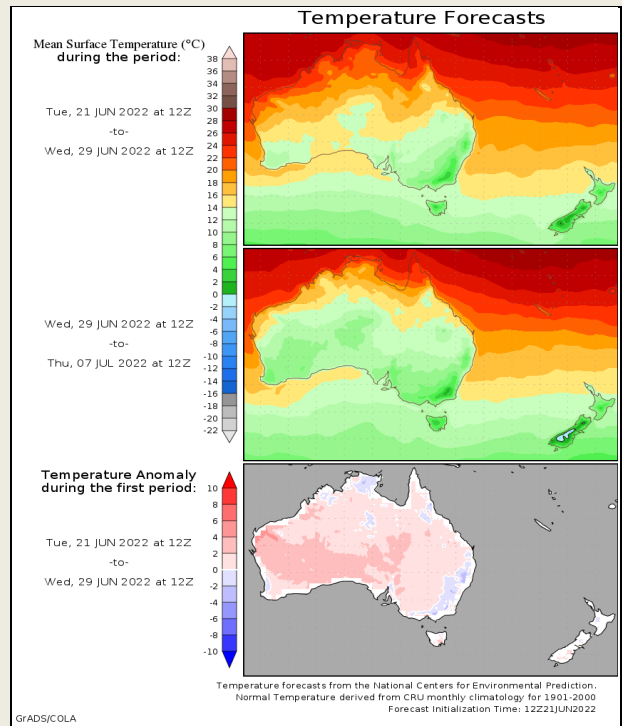 Temperature Forecasts
Mean Surface Temperature (°C)
during the period:
Tue, 21 JUN 2022 at 12Z
-to-
Wed, 29 JUN 2022 at 12Z
38
36
34
32
30
28
26
24
22
20
18
16
14
12
10
8
6
4
2
0
-2
-4
-6
-8
-10
-12
-14
-16
-18
-20
-22
Wed, 29 JUN 2022 at 12Z
-to-
Thu, 07 JUL 2022 at 12Z
Temperature Anomaly
during the first period:
Tue, 21 JUN 2022 at 12Z
-to-
Wed, 29 JUN 2022 at 12Z
10
8
6
4
2
0
-2
-4
-6
-8
-10
Temperature forecasts from the National Centers for Environmental Prediction.
Normal Temperature derived from CRU monthly climatology for 1901-2000
Forecast Initialization Time: 12Z21JUN2022
GrADS/COLA